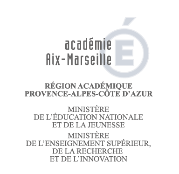 académie
Aix-Marseille
RÉGION ACADÉMIQUE
PROVENCE-ALPES-CÔTE D'AZUR
MINISTÈRE
DE L'ÉDUCATION NATIONALE
ET DE LA JEUNESSE
MINISTÈRE
DE L'ENSEIGNEMENT SUPÉRIEUR,
DE LA RECHERCHE
ET DE L'INNOVATION